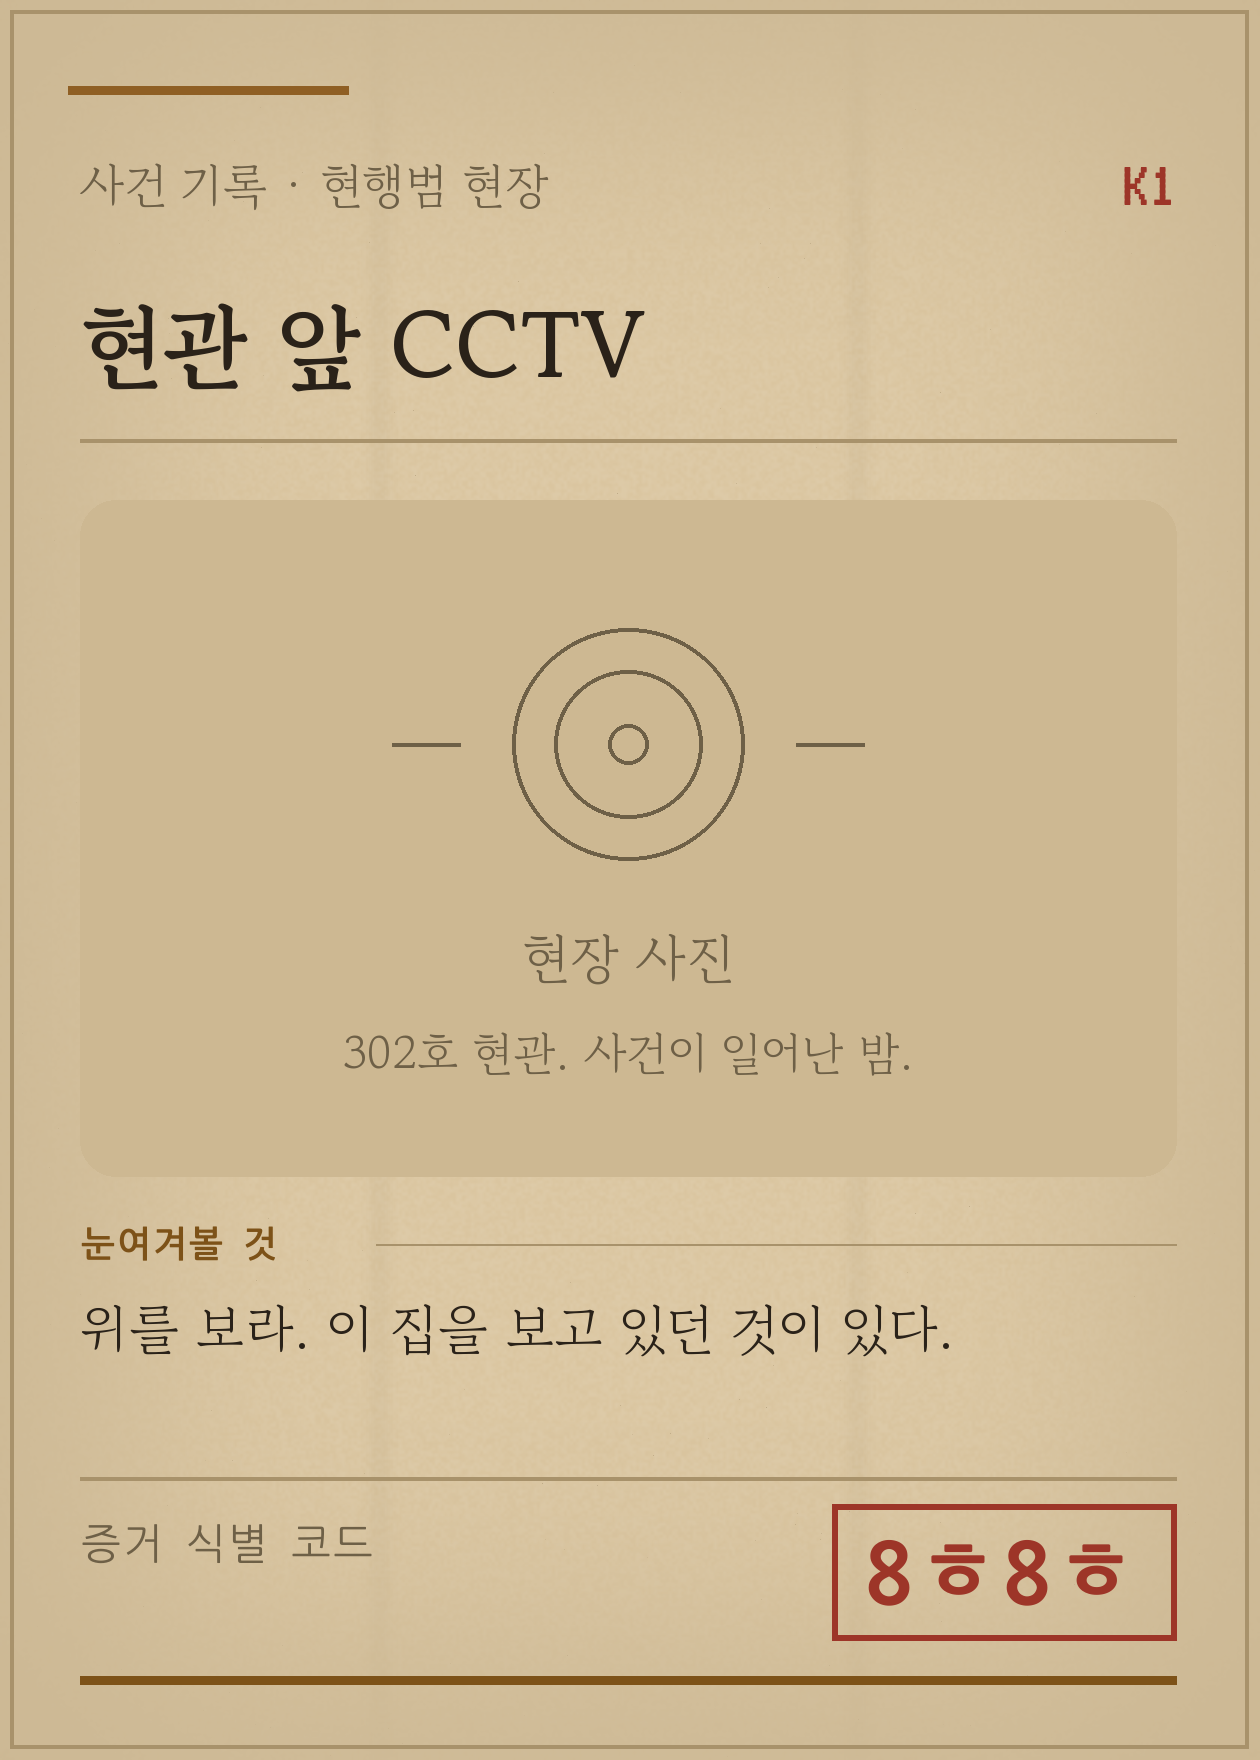 사건 기록 · 현행범 현장
K1
현관 앞 CCTV
현장 사진
302호 현관. 사건이 일어난 밤.
눈여겨볼 것
위를 보라. 이 집을 보고 있던 것이 있다.
증거 식별 코드
8ㅎ8ㅎ